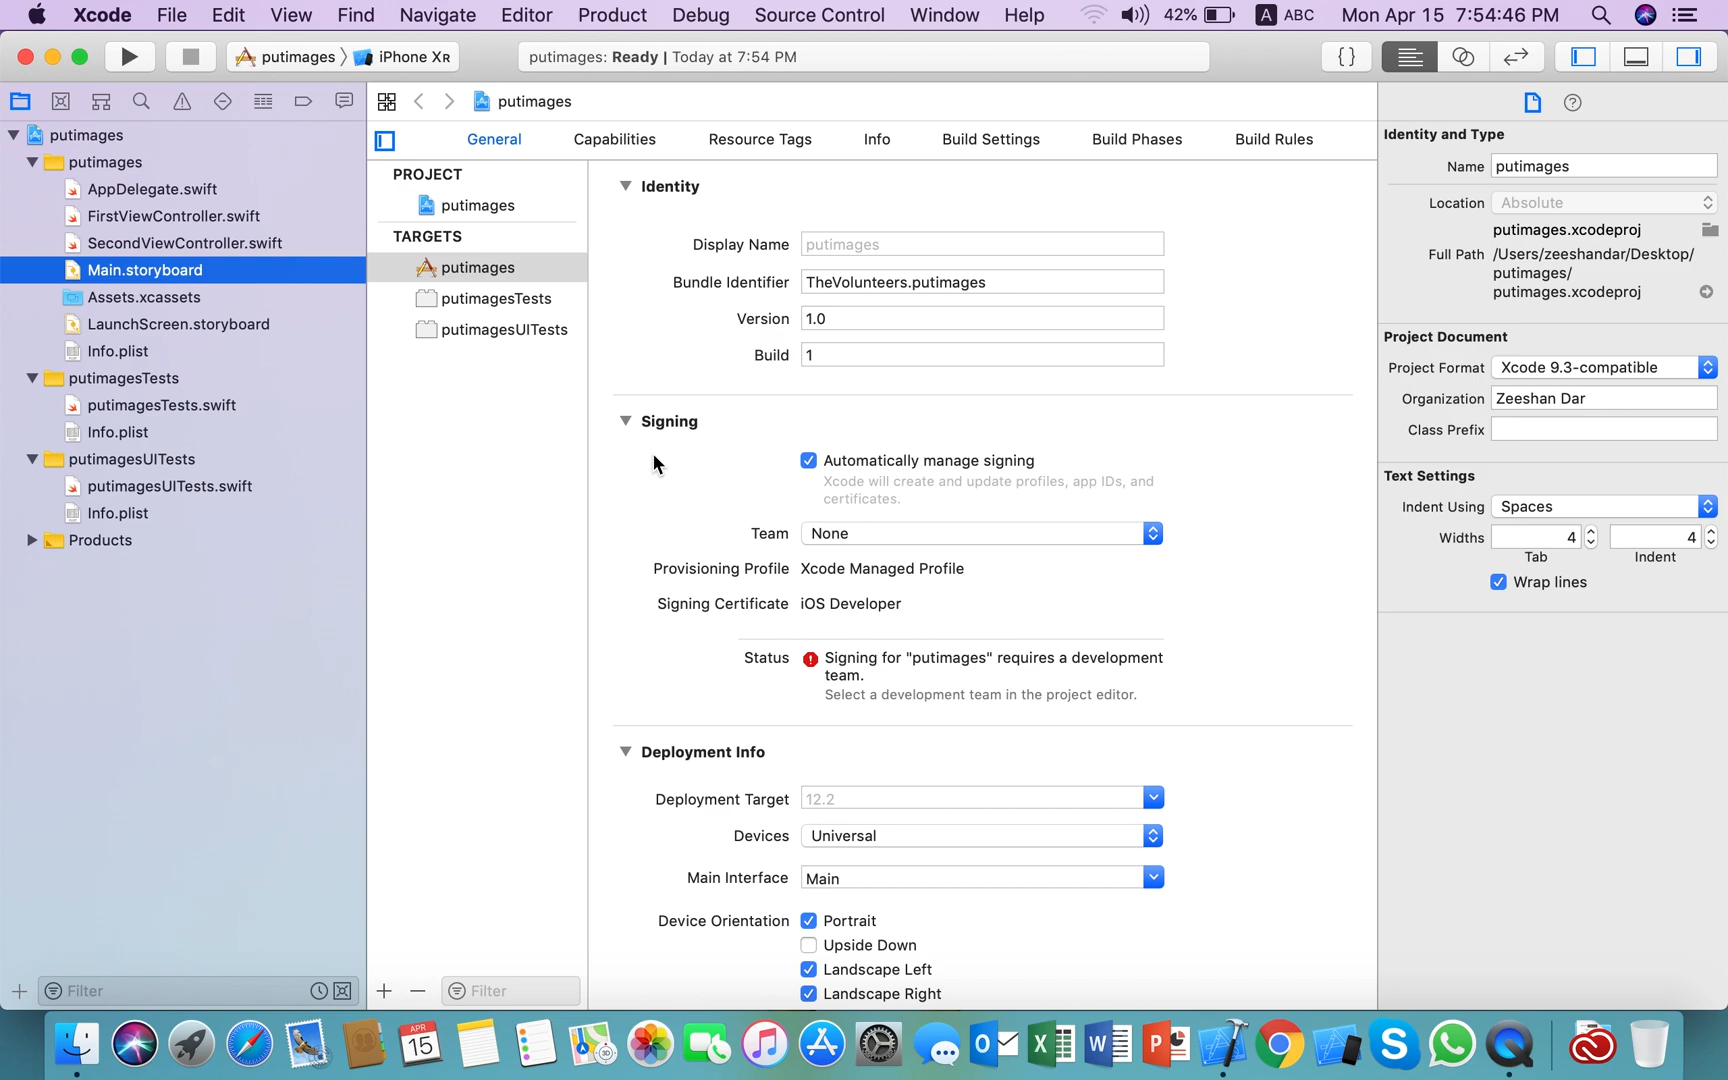 Xcode File Edit View Find Navigate Editor Product Debug Source Control Window Help 42% A ABC Mon Apr 15 7:54:46 PM
putimages iPhone XR putimages: Ready | Today at 7:54 PM {}
putimages
putimages
AppDelegate.swift
FirstViewController.swift
SecondViewController.swift
Main.storyboard
Assets.xcassets
LaunchScreen.storyboard
Info.plist
putimagesTests
putimagesTests.swift
Info.plist
putimagesUITests
putimagesUITests.swift
Info.plist
Products
Filter
putimages
General Capabilities Resource Tags Info Build Settings Build Phases Build Rules
PROJECT
putimages
TARGETS
putimages
putimagesTests
putimagesUITests
Filter
Identity
Display Name putimages
Bundle Identifier TheVolunteers.putimages
Version 1.0
Build 1
Signing
Automatically manage signing
Xcode will create and update profiles, app IDs, and
certificates.
Team None
Provisioning Profile Xcode Managed Profile
Signing Certificate iOS Developer
Status Signing for "putimages" requires a development
team.
Select a development team in the project editor.
Deployment Info
Deployment Target 12.2
Devices Universal
Main Interface Main
Device Orientation Portrait
Upside Down
Landscape Left
Landscape Right
Identity and Type
Name putimages
Location Absolute
putimages.xcodeproj
Full Path /Users/zeeshandar/Desktop/
putimages/
putimages.xcodeproj
Project Document
Project Format Xcode 9.3-compatible
Organization Zeeshan Dar
Class Prefix
Text Settings
Indent Using Spaces
Widths 4 4
Tab Indent
Wrap lines
APR
15
3D